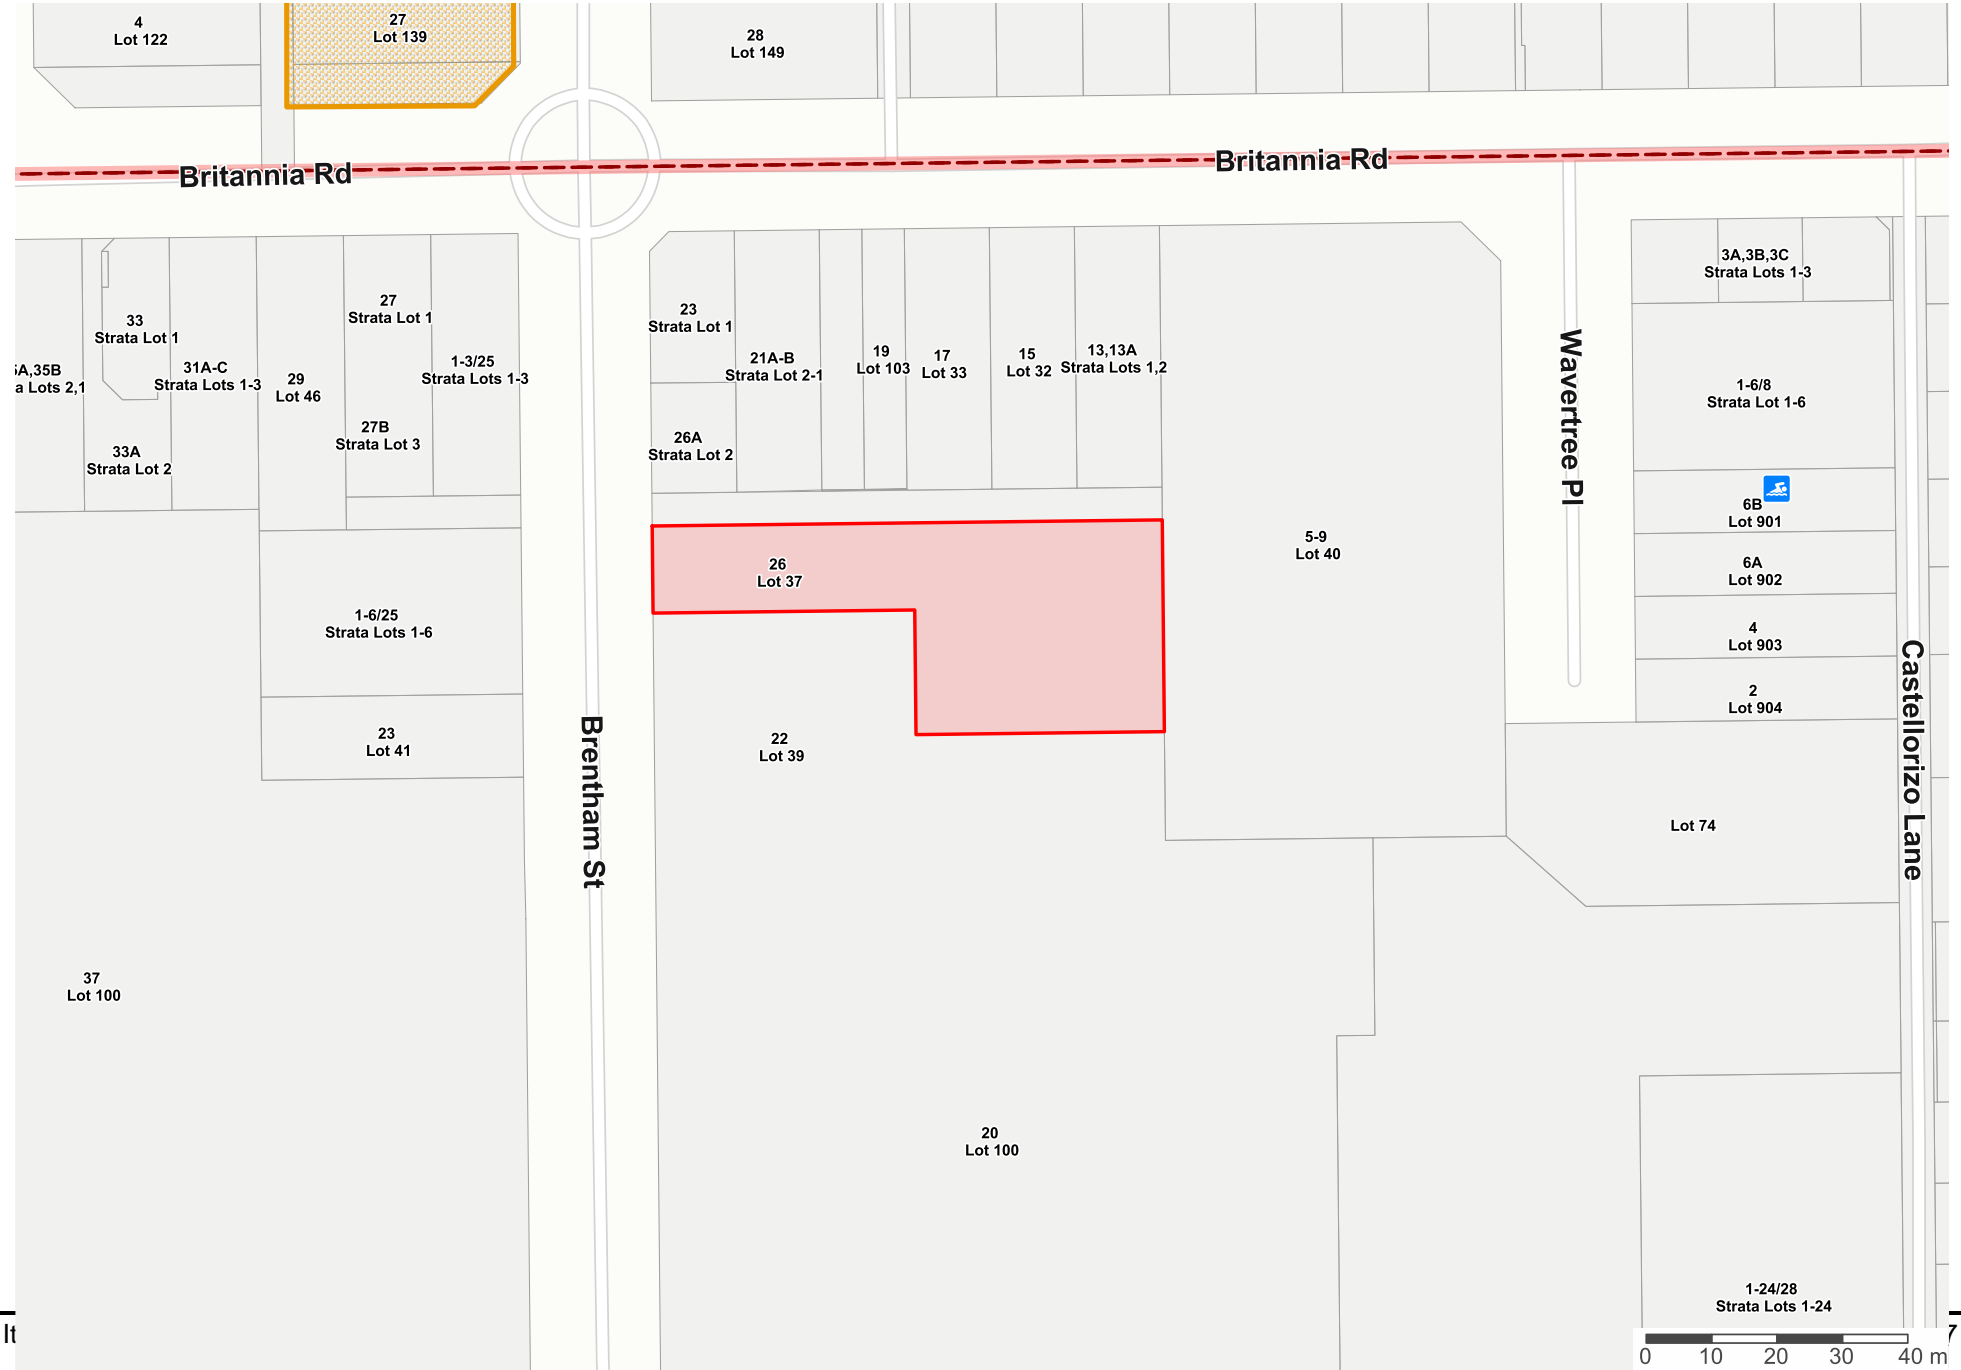 4
Lot 122
27
Lot 139
28
Lot 149
Britannia Rd
Britannia Rd
3A,3B,3C
Strata Lots 1-3
33
Strata Lot 1
27
Strata Lot 1
23
Strata Lot 1
5A,35B
a Lots 2,1
31A-C
Strata Lots 1-3
29
Lot 46
1-3/25
Strata Lots 1-3
21A-B
Strata Lot 2-1
19
Lot 103
17
Lot 33
15
Lot 32
13,13A
Strata Lots 1,2
Wavertree Pl
1-6/8
Strata Lot 1-6
33A
Strata Lot 2
27B
Strata Lot 3
26A
Strata Lot 2
6B
Lot 901
5-9
Lot 40
26
Lot 37
6A
Lot 902
1-6/25
Strata Lots 1-6
4
Lot 903
2
Lot 904
23
Lot 41
22
Lot 39
Brentham St
Castellorizo Lane
Lot 74
37
Lot 100
20
Lot 100
1-24/28
Strata Lots 1-24
It
7
0 10 20 30 40 m